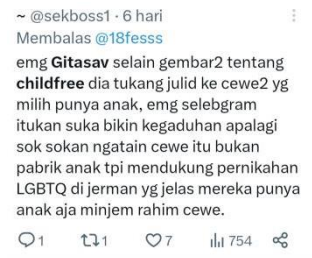 ~ @sekboss1 · 6 hari
Membalas @18fesss
emg Gitasav selain gembar2 tentang
childfree dia tukang julid ke cewe2 yg
milih punya anak, emg selebgram
itukan suka bikin kegaduhan apalagi
sok sokan ngatain cewe itu bukan
pabrik anak tpi mendukung pernikahan
LGBTQ di jerman yg jelas mereka punya
anak aja minjem rahim cewe.
1 1 7 754